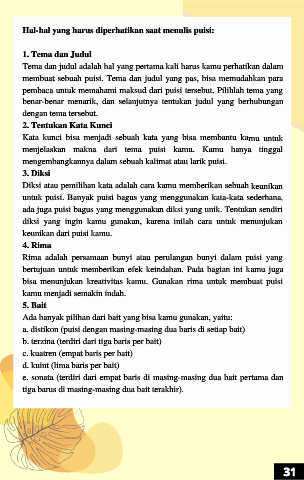 Hal-hal yang harus diperhatikan saat menulis puisi:
1. Tema dan Judul
Tema dan judul adalah hal yang pertama kali harus kamu perhatikan dalam
membuat sebuah puisi. Tema dan judul yang pas, bisa memudahkan para
pembaca untuk memahami maksud dari puisi tersebut. Pilihlah tema yang
benar-benar menarik, dan selanjutnya tentukan judul yang berhubungan
dengan tema tersebut.
2. Tentukan Kata Kunci
Kata kunci bisa menjadi sebuah kata yang bisa membantu kamu untuk
menjelaskan makna dari tema puisi kamu. Kamu hanya tinggal
mengembangkannya dalam sebuah kalimat atau larik puisi.
3. Diksi
Diksi atau pemilihan kata adalah cara kamu memberikan sebuah keunikan
untuk puisi. Banyak puisi bagus yang menggunakan kata-kata sederhana,
ada juga puisi bagus yang menggunakan diksi yang unik. Tentukan sendiri
diksi yang ingin kamu gunakan, karena inilah cara untuk menunjukan
keunikan dari puisi kamu.
4. Rima
Rima adalah persamaan bunyi atau perulangan bunyi dalam puisi yang
bertujuan untuk memberikan efek keindahan. Pada bagian ini kamu juga
bisa menunjukan kreativitas kamu. Gunakan rima untuk membuat puisi
kamu menjadi semakin indah.
5. Bait
Ada banyak pilihan dari bait yang bisa kamu gunakan, yaitu:
a. distikon (puisi dengan masing-masing dua baris di setiap bait)
b. terzina (terdiri dari tiga baris per bait)
c. kuatren (empat baris per bait)
d. kuint (lima baris per bait)
e. sonata (terdiri dari empat baris di masing-masing dua bait pertama dan
tiga barus di masing-masing dua bait terakhir).
31